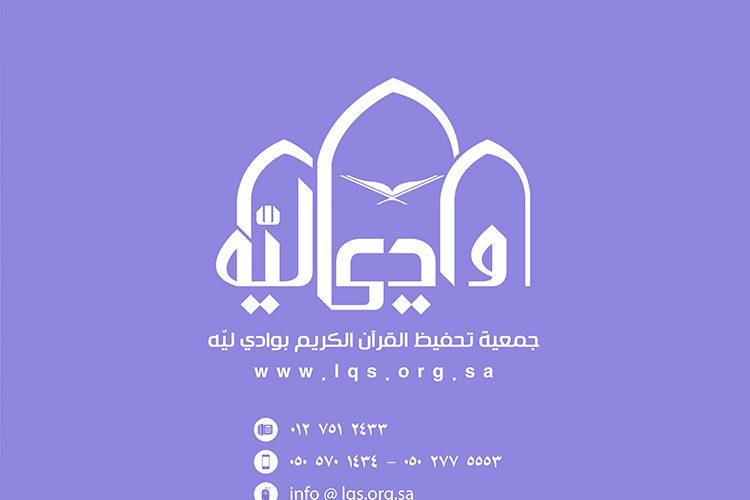 وادي ليّه
جمعية تحفيظ القرآن الكريم بوادي ليّه
www.lqs.org.sa
٠١٢ ٧٥١ ٢٤٣٣
٠٥٠ ٥٧٠ ١٤٣٤ – ٠٥٠ ٢٧٧ ٥٥٥٣
info @ lqs.org.sa